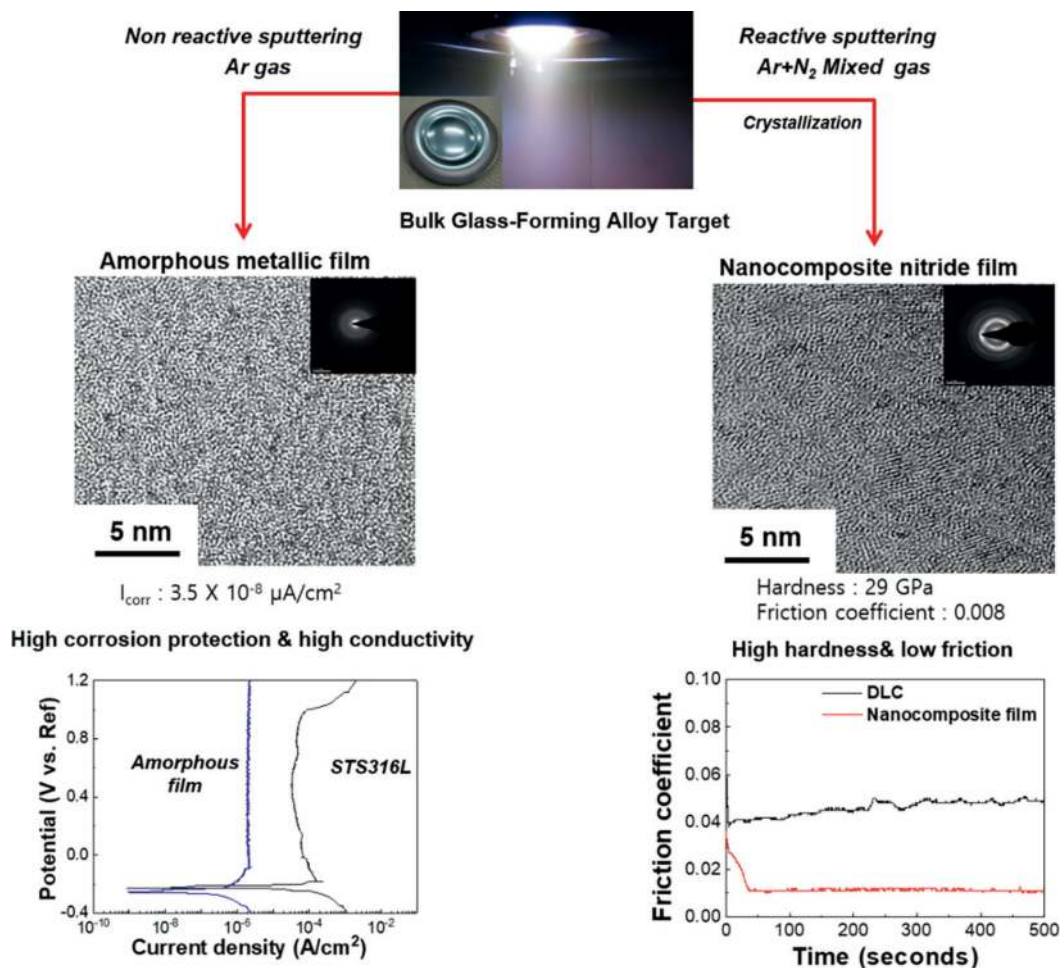 Non reactive sputtering
Ar gas
Reactive sputtering
Ar+N₂ Mixed gas
Crystallization
Bulk Glass-Forming Alloy Target
Amorphous metallic film
5 nm
I_corr : 3.5 X 10⁻⁸ μA/cm²
High corrosion protection & high conductivity
1.2
0.8
0.4
0.0
-0.4
Potential (V vs. Ref)
Amorphous
film
STS316L
10⁻¹⁰ 10⁻⁸ 10⁻⁶ 10⁻⁴ 10⁻²
Current density (A/cm²)
Nanocomposite nitride film
5 nm
Hardness : 29 GPa
Friction coefficient : 0.008
High hardness& low friction
0.10
0.08
0.06
0.04
0.02
0.00
Friction coefficient
DLC
Nanocomposite film
0 100 200 300 400 500
Time (seconds)